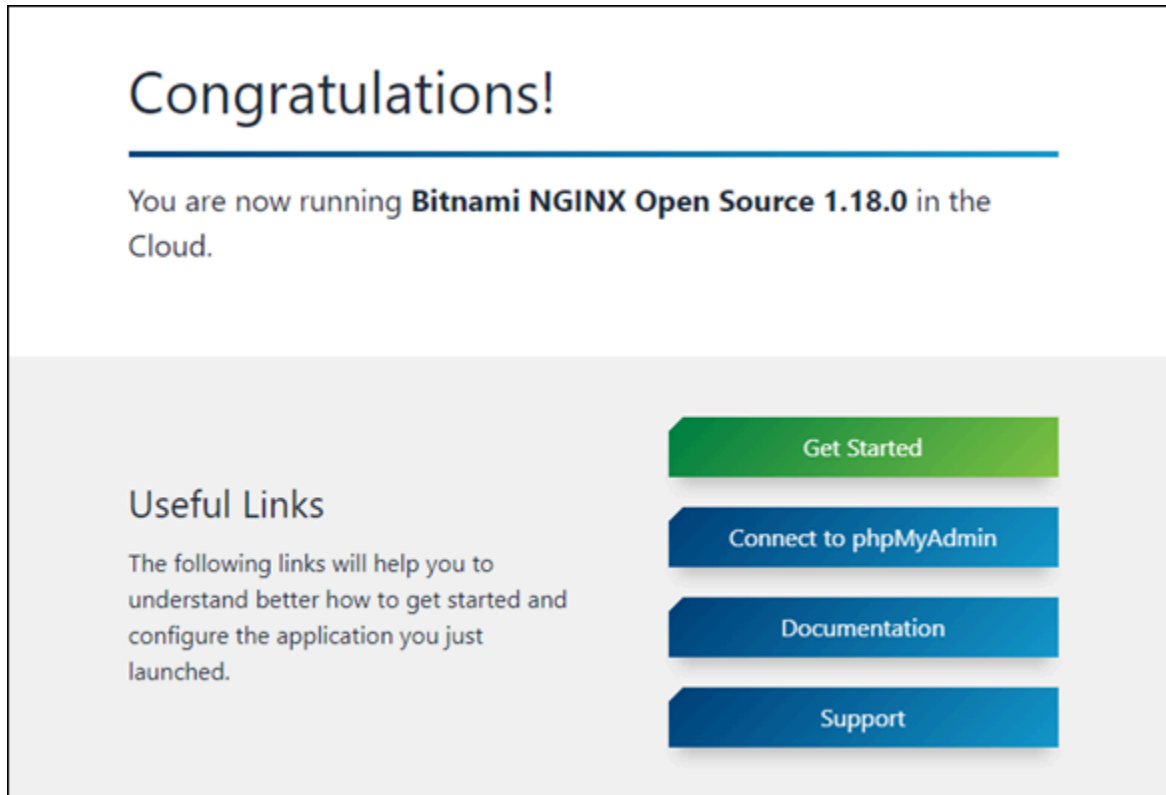 Congratulations!
You are now running Bitnami NGINX Open Source 1.18.0 in the
Cloud.
Useful Links
The following links will help you to
understand better how to get started and
configure the application you just
launched.
Get Started
Connect to phpMyAdmin
Documentation
Support